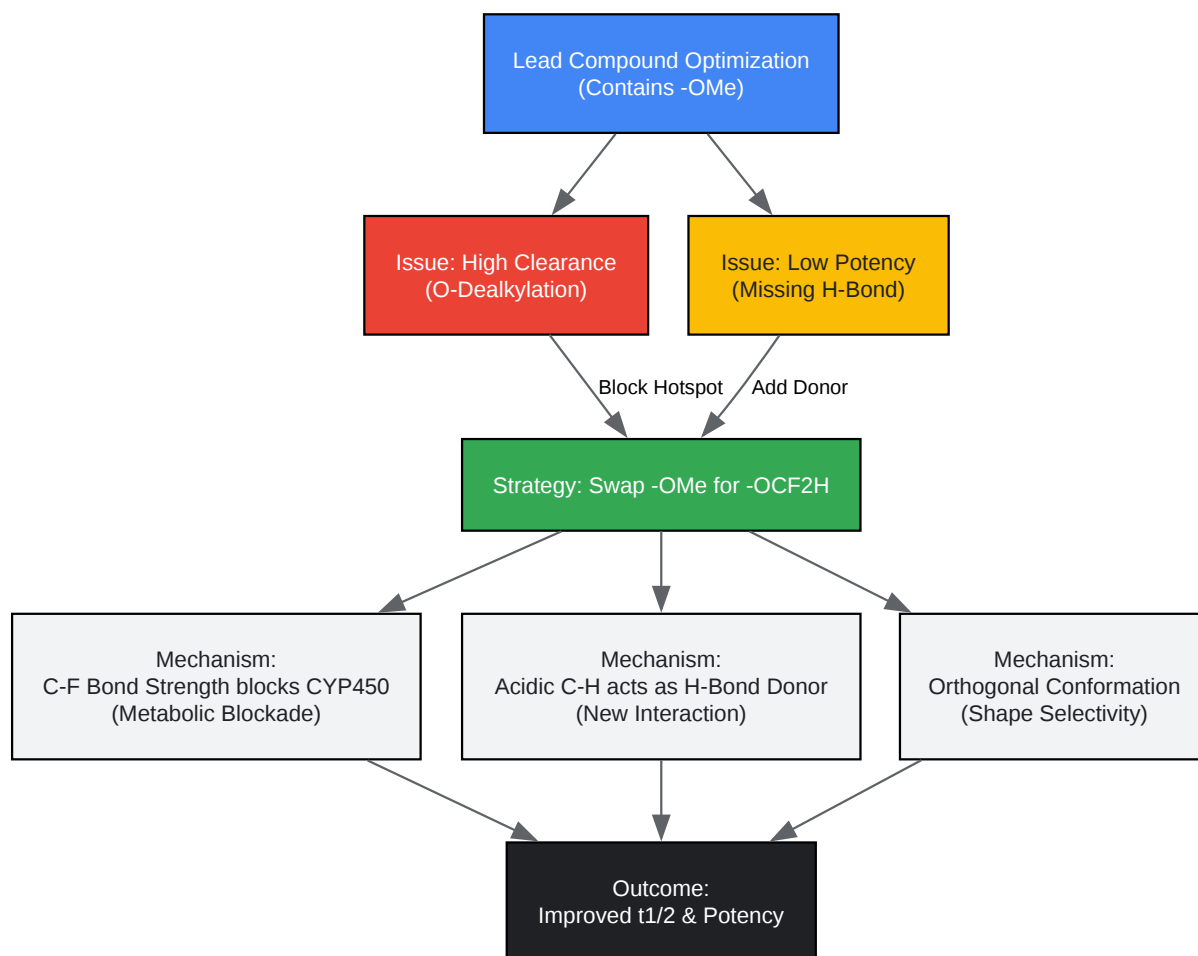 Lead Compound Optimization
(Contains -OMe)
Issue: High Clearance
(O-Dealkylation)
Issue: Low Potency
(Missing H-Bond)
Block Hotspot
Add Donor
Strategy: Swap -OMe for -OCF2H
Mechanism:
C-F Bond Strength blocks CYP450
(Metabolic Blockade)
Mechanism:
Acidic C-H acts as H-Bond Donor
(New Interaction)
Mechanism:
Orthogonal Conformation
(Shape Selectivity)
Outcome:
Improved t1/2 & Potency